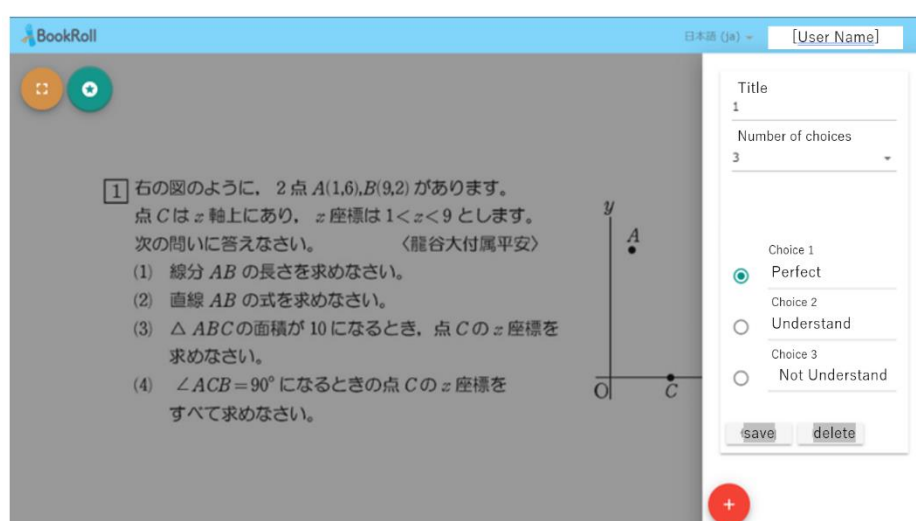 BookRoll
日本語 (ja)
[User Name]
1 右の図のように, 2点 A(1,6),B(9,2) があります。
点 C は x 軸上にあり, x 座標は 1<x<9 とします。
次の問いに答えなさい。 〈龍谷大付属平安〉
(1) 線分 AB の長さを求めなさい。
(2) 直線 AB の式を求めなさい。
(3) △ ABCの面積が 10 になるとき, 点 C の x 座標を
求めなさい。
(4) ∠ACB=90° になるときの点 C の x 座標を
すべて求めなさい。
y
A
O
C
Title
1
Number of choices
3
Choice 1
Perfect
Choice 2
Understand
Choice 3
Not Understand
save
delete
+